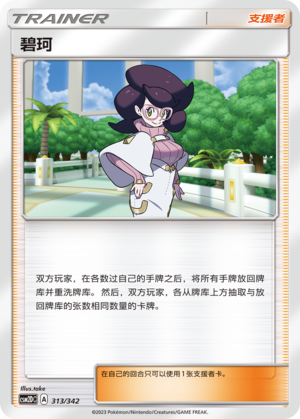 TRAINER
支援者
碧珂
双方玩家，在各数过自己的手牌之后，将所有手牌放回牌
库并重洗牌库。然后，双方玩家，各从牌库上方抽取与放
回牌库的张数相同数量的卡牌。
Illus.take
CSM2DC A 313/342
在自己的回合只可以使用1张支援者卡。
©2023 Pokémon/Nintendo/Creatures/GAME FREAK.